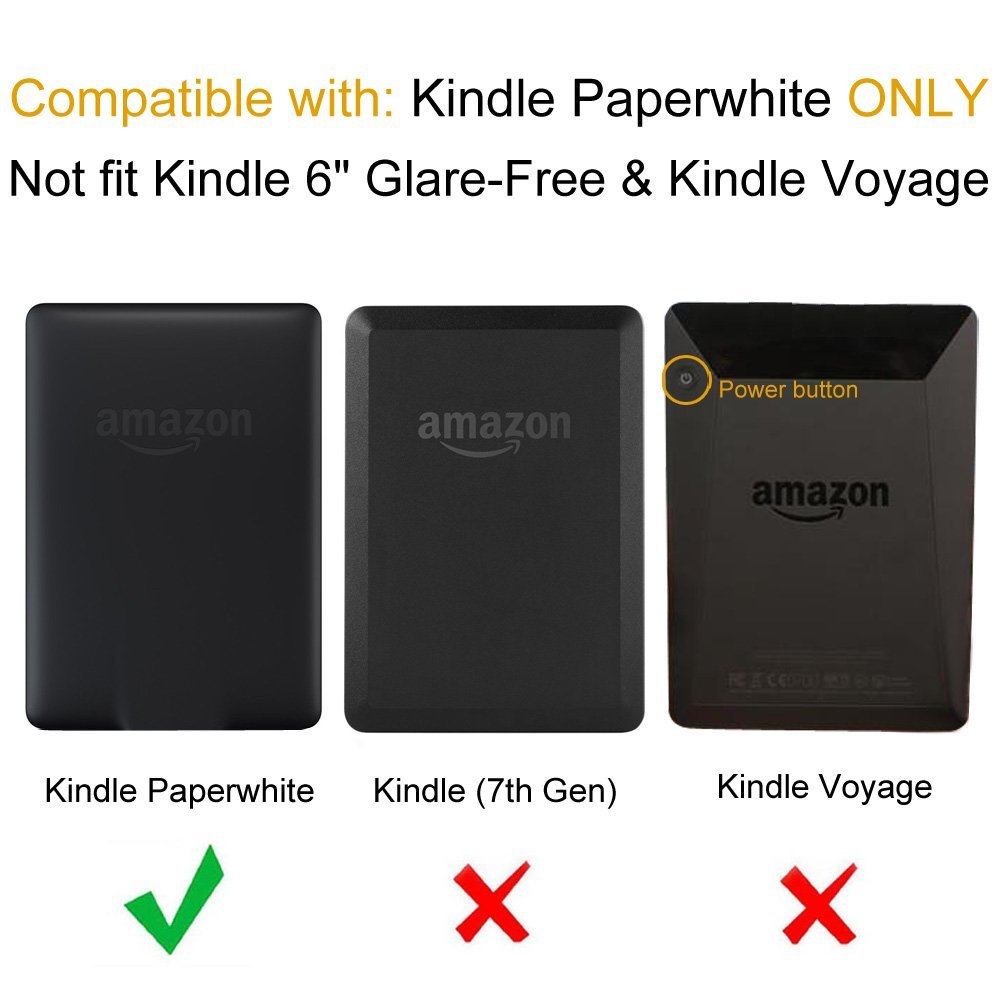 Compatible with: Kindle Paperwhite ONLY
Not fit Kindle 6" Glare-Free & Kindle Voyage
amazon
amazon
Power button
amazon
Kindle Paperwhite
Kindle (7th Gen)
Kindle Voyage